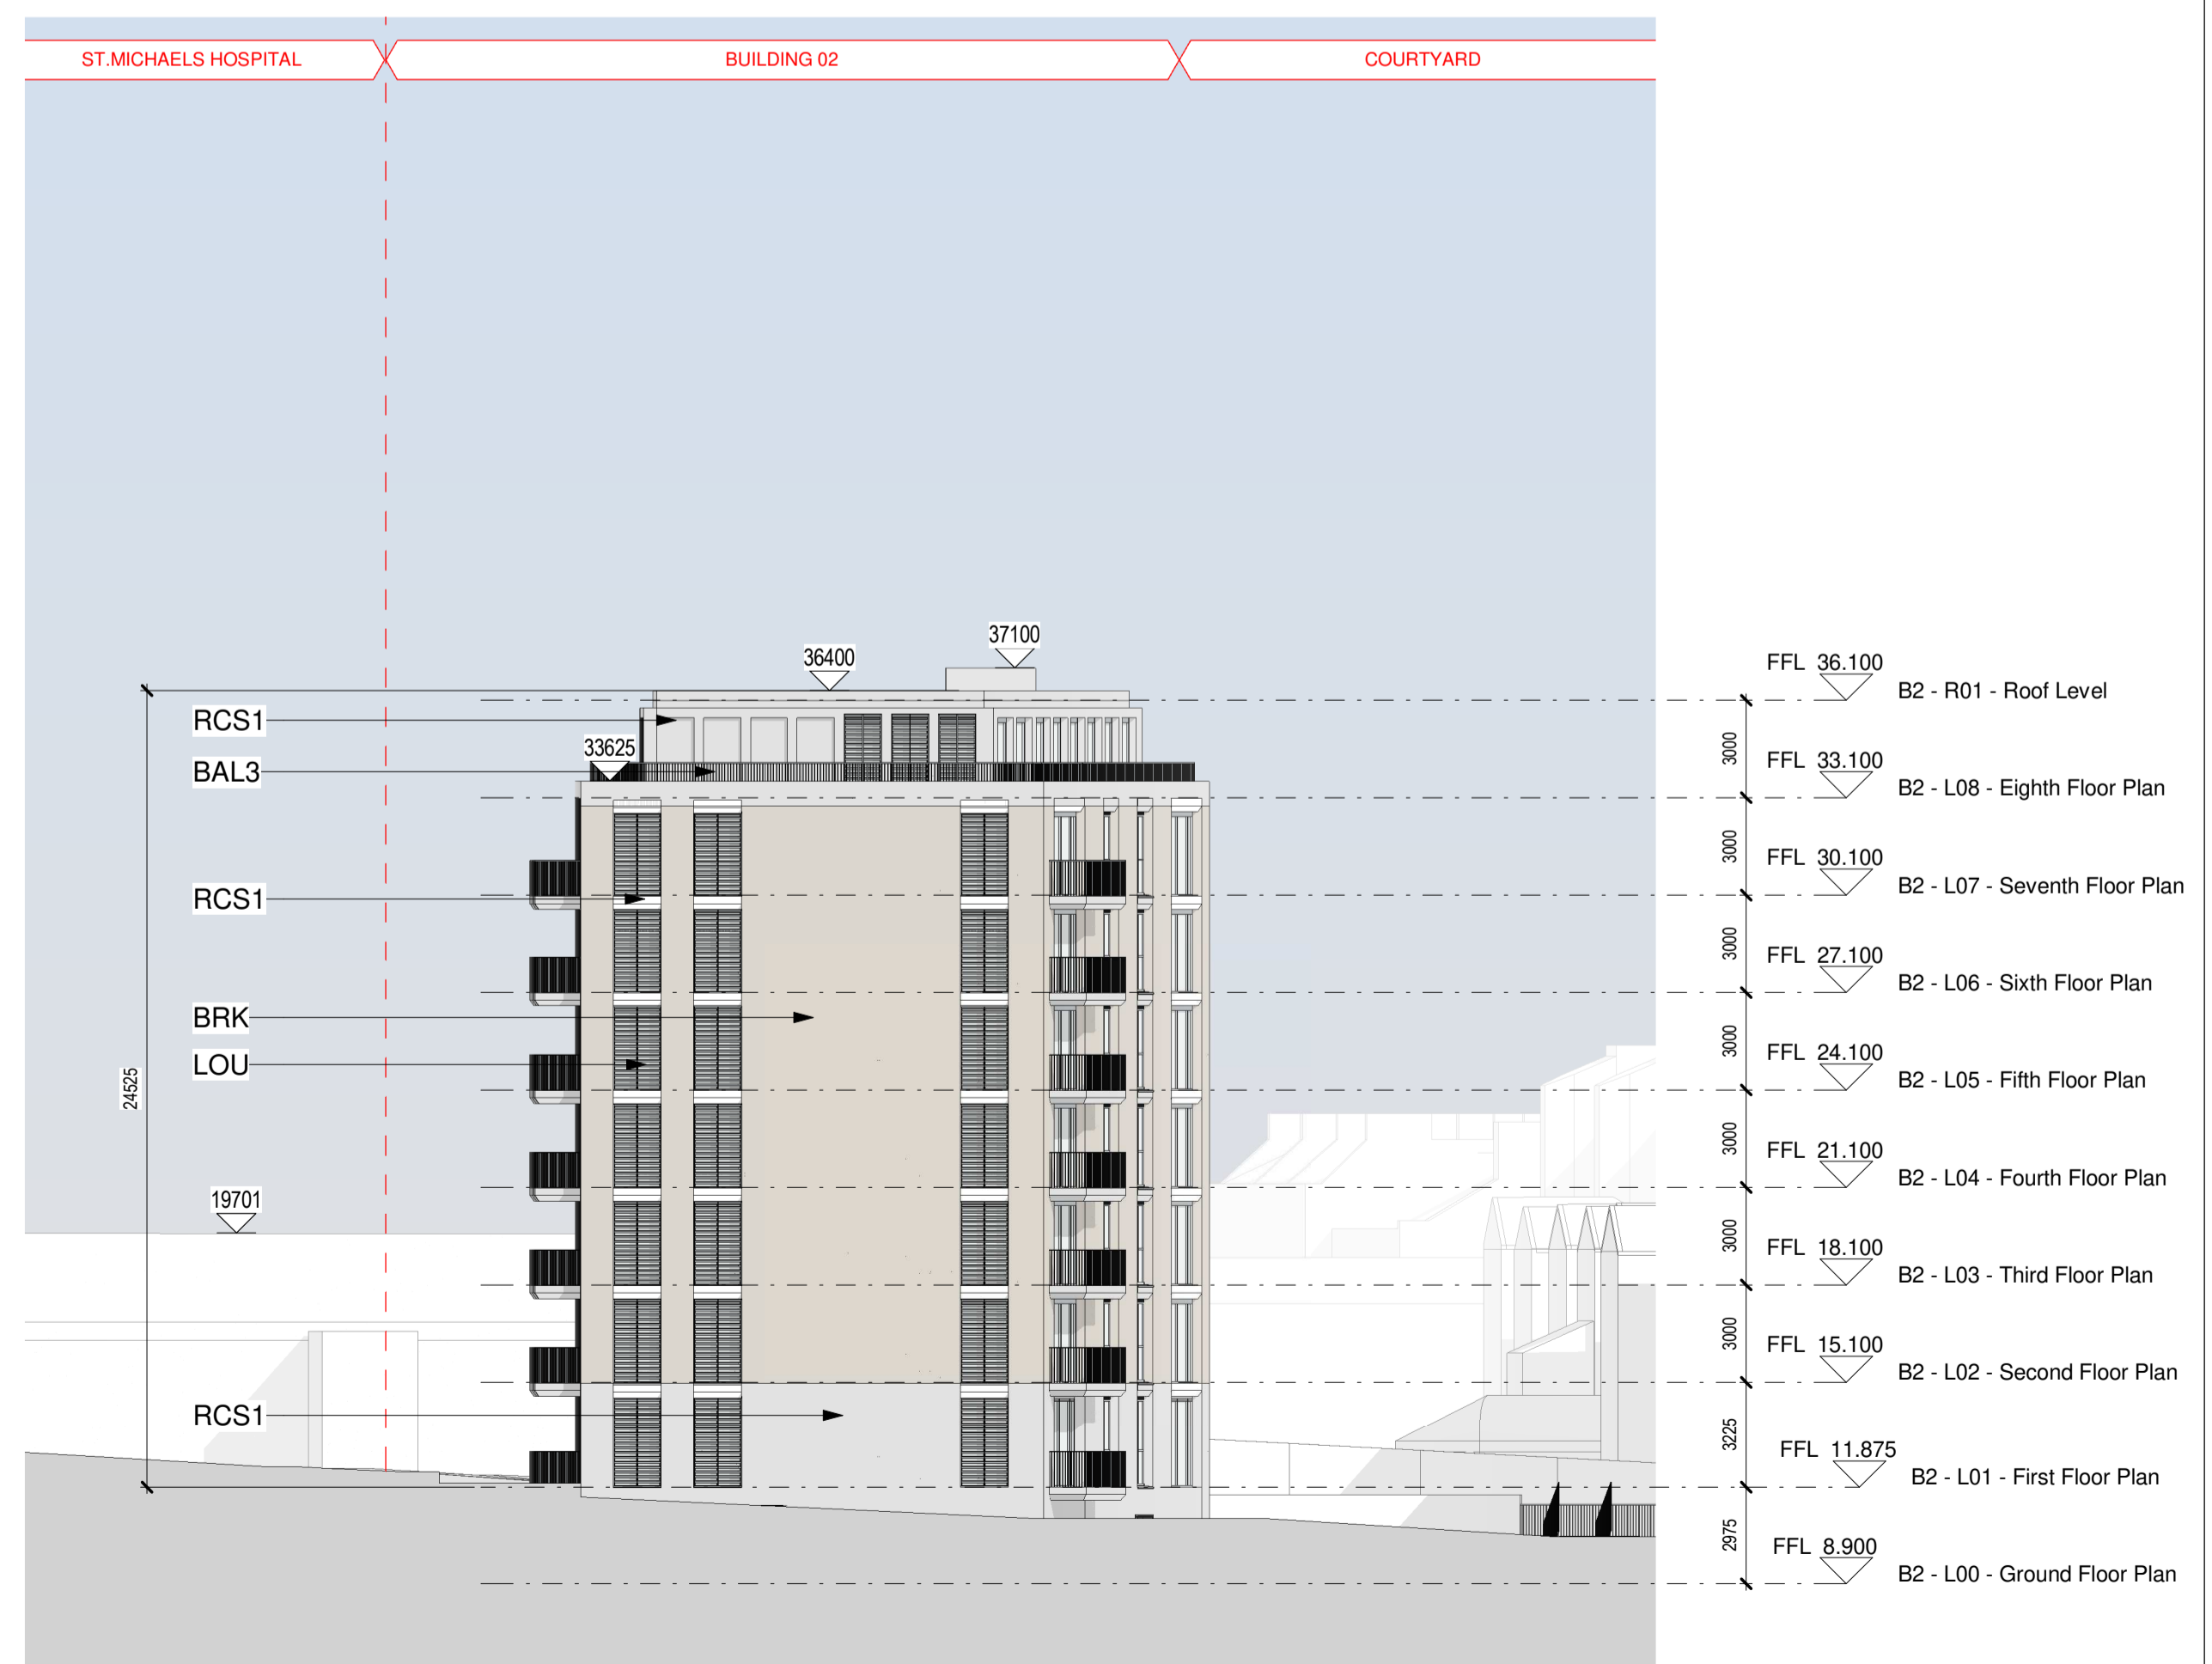 ST.MICHAELS HOSPITAL
BUILDING 02
COURTYARD
37100
36400
33625
19701
24525
RCS1
BAL3
RCS1
BRK
LOU
RCS1
FFL 36.100
B2 - R01 - Roof Level
3000
FFL 33.100
B2 - L08 - Eighth Floor Plan
3000
FFL 30.100
B2 - L07 - Seventh Floor Plan
3000
FFL 27.100
B2 - L06 - Sixth Floor Plan
3000
FFL 24.100
B2 - L05 - Fifth Floor Plan
3000
FFL 21.100
B2 - L04 - Fourth Floor Plan
3000
FFL 18.100
B2 - L03 - Third Floor Plan
3000
FFL 15.100
B2 - L02 - Second Floor Plan
3225
FFL 11.875
B2 - L01 - First Floor Plan
2975
FFL 8.900
B2 - L00 - Ground Floor Plan